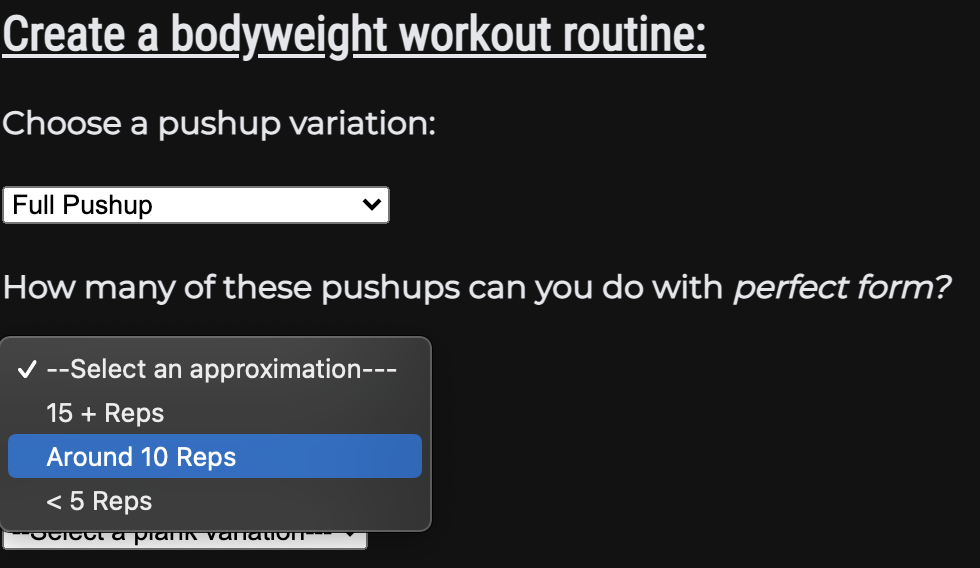 Create a bodyweight workout routine:
Choose a pushup variation:
Full Pushup
How many of these pushups can you do with perfect form?
✓ --Select an approximation---
15 + Reps
Around 10 Reps
< 5 Reps
--Select a plank variation---